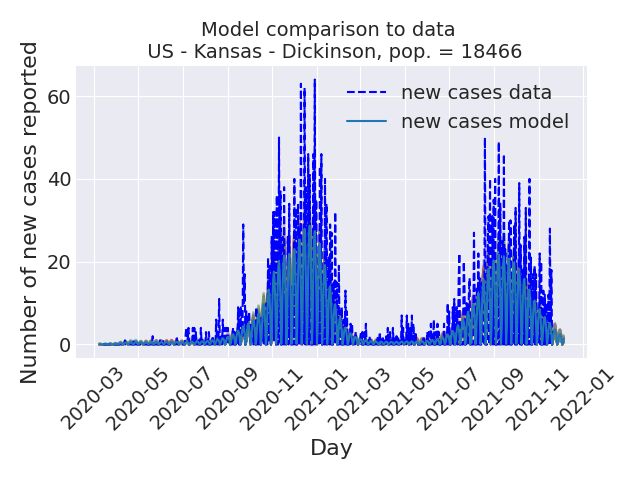 Model comparison to data
US - Kansas - Dickinson, pop. = 18466
Number of new cases reported
60
40
20
0
new cases data
new cases model
2020-03
2020-05
2020-07
2020-09
2020-11
2021-01
2021-03
2021-05
2021-07
2021-09
2021-11
2022-01
Day